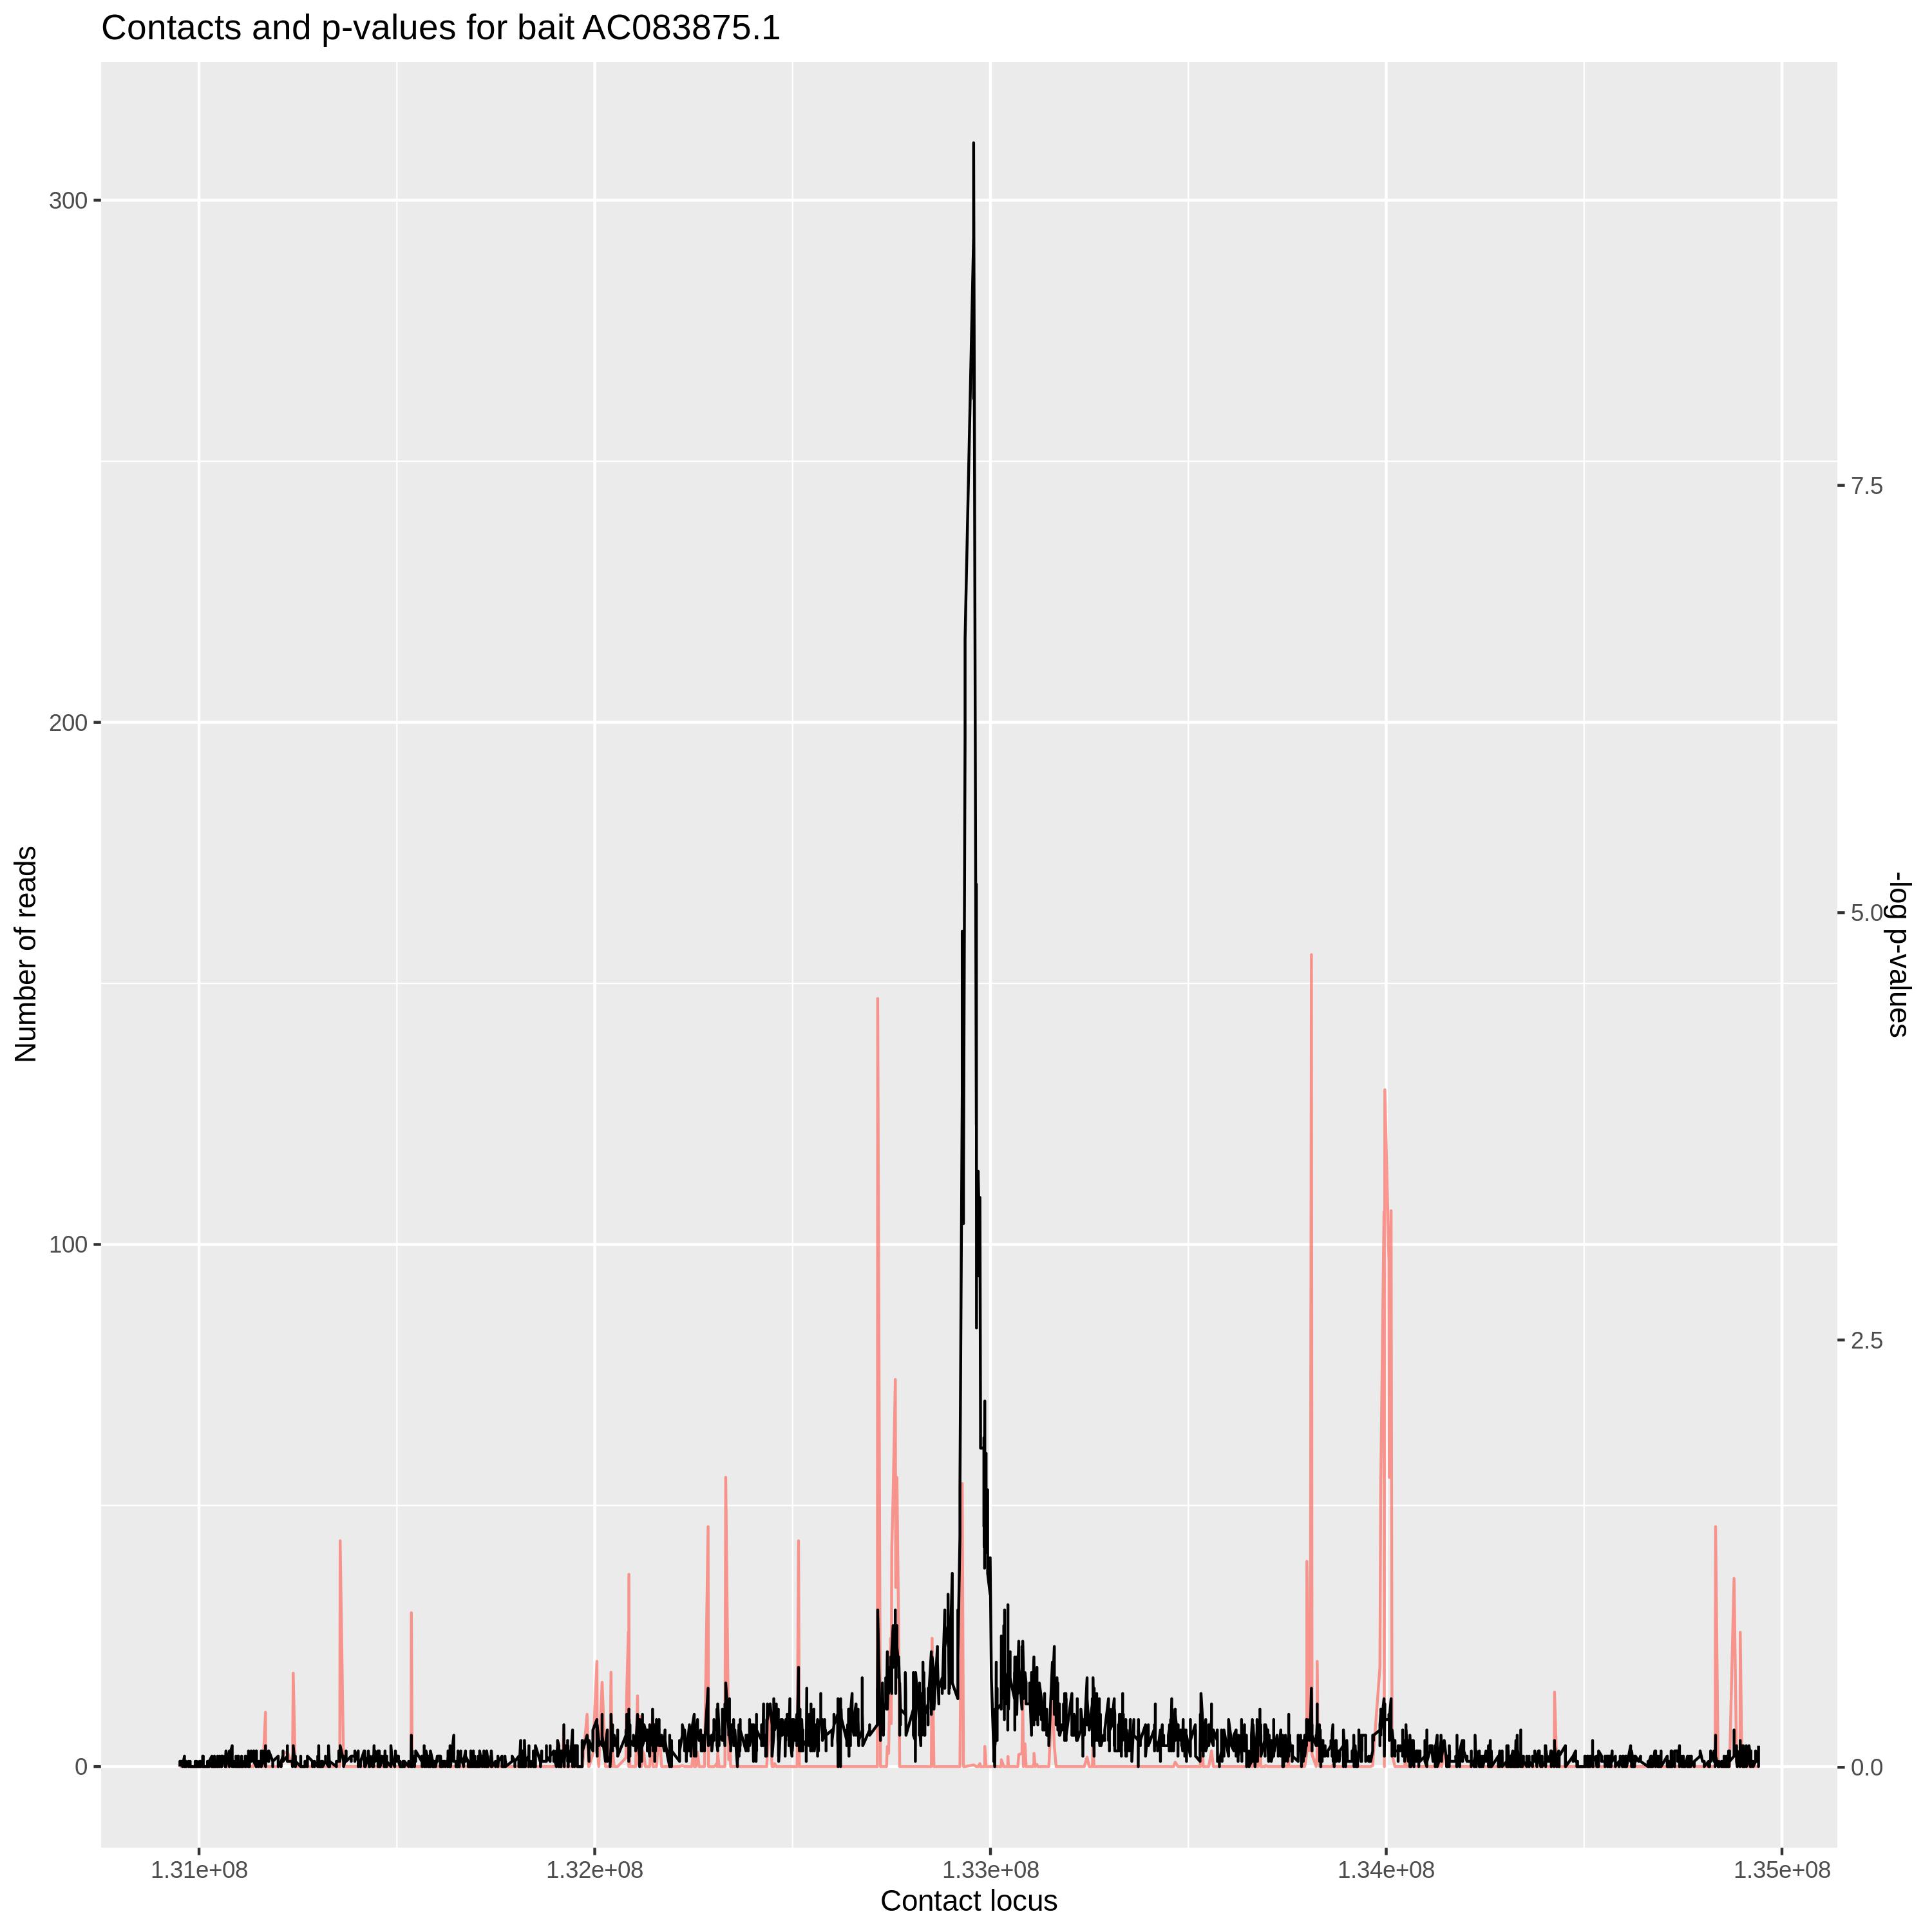 Contacts and p-values for bait AC083875.1
300
200
100
0
Number of reads
7.5
5.0
2.5
0.0
-log p-values
1.31e+08 1.32e+08 1.33e+08 1.34e+08 1.35e+08
Contact locus